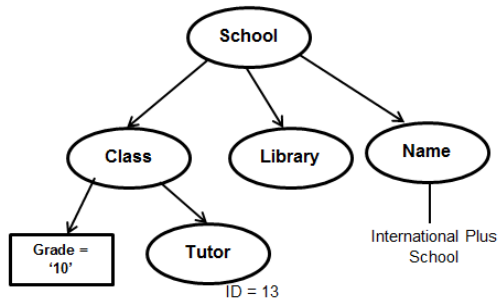 School
Class
Library
Name
Grade =
‘10’
Tutor
ID = 13
International Plus
School